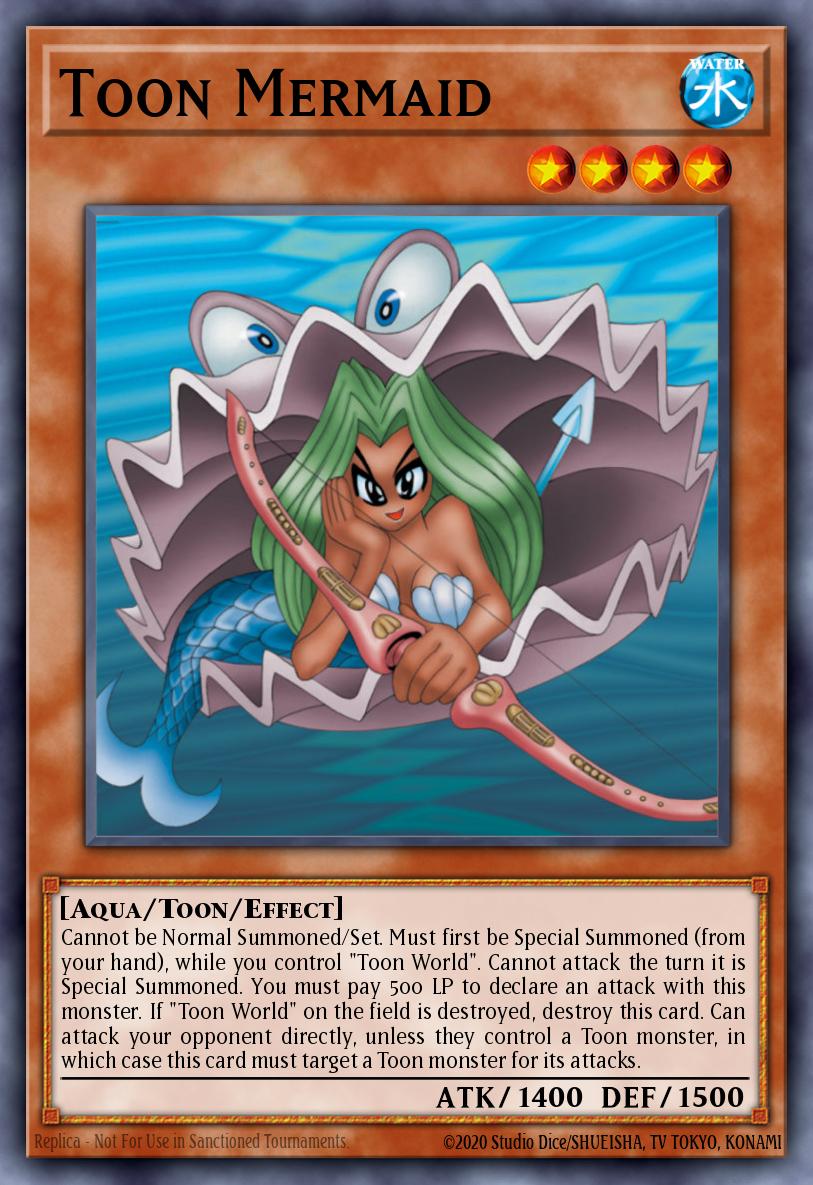 Toon Mermaid
WATER
水
[Aqua/Toon/Effect]
Cannot be Normal Summoned/Set. Must first be Special Summoned (from
your hand), while you control "Toon World". Cannot attack the turn it is
Special Summoned. You must pay 500 LP to declare an attack with this
monster. If "Toon World" on the field is destroyed, destroy this card. Can
attack your opponent directly, unless they control a Toon monster, in
which case this card must target a Toon monster for its attacks.
ATK/1400 DEF/1500
Replica - Not For Use in Sanctioned Tournaments.
©2020 Studio Dice/SHUEISHA, TV TOKYO, KONAMI